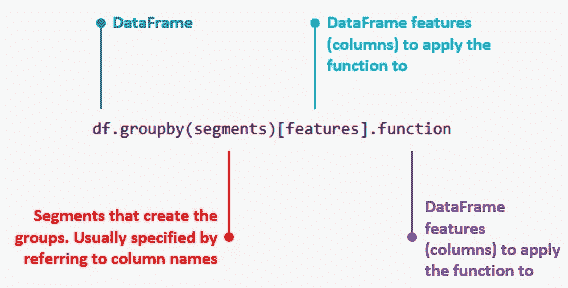 DataFrame
DataFrame features
(columns) to apply the
function to
df.groupby(segments)[features].function
Segments that create the
groups. Usually specified by
referring to column names
DataFrame
features
(columns) to apply
the function to